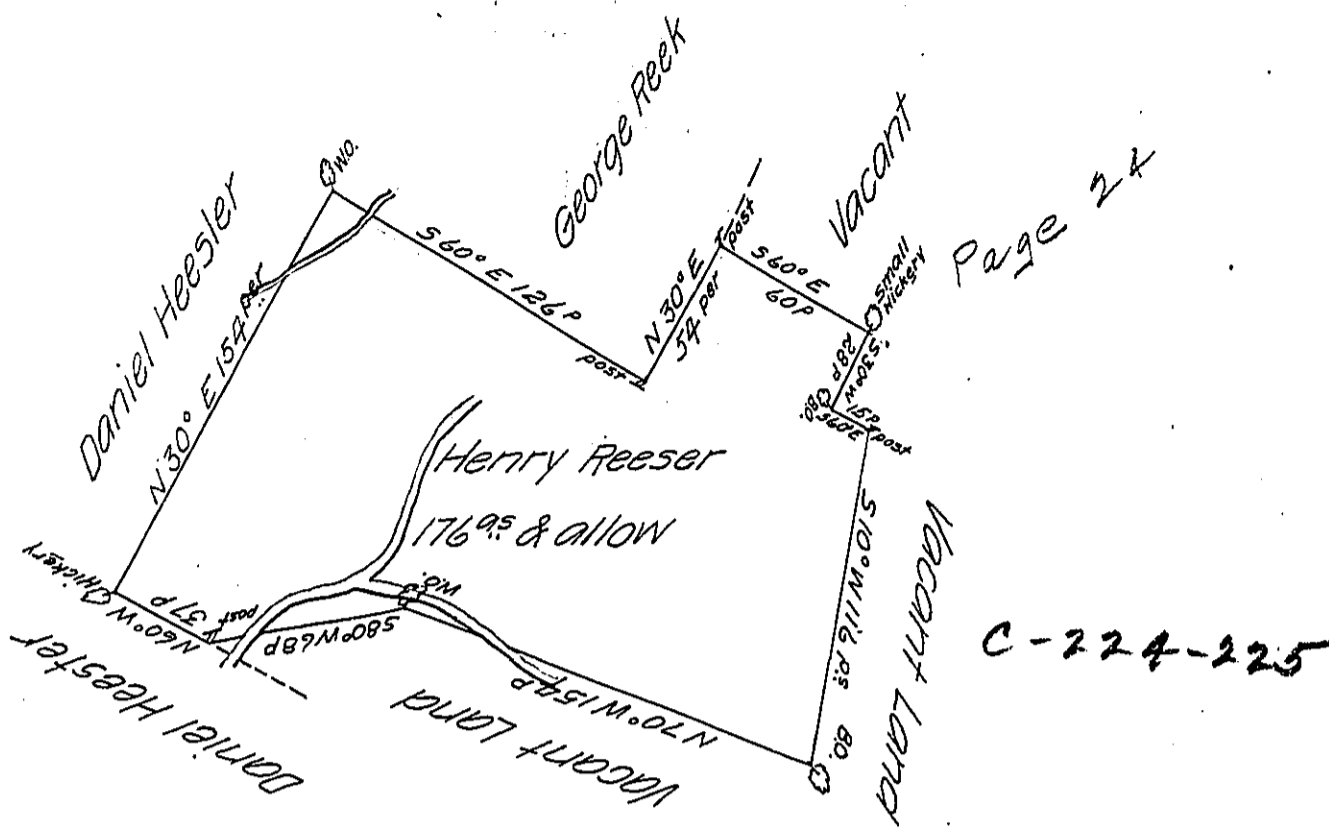 George Reek
Vacant
Page 24
W.O.
Daniel Heesler
N 30° E 154 per
S 60° E 126 P
post
N 30° E
54 per
post
S 60° E
60 P
Small
Hickery
S 30° W
28 P
B.O.
15 P
S 60 E
post
Henry Reeser
176 as & allow
S 10° W 116 ps
Vacant Land
C-224-225
B.O.
N 70° W 154 P
Vacant Land
W.O.
S 80° W 68 P
post
N 60° W
37 P
Hickery
Daniel Heester